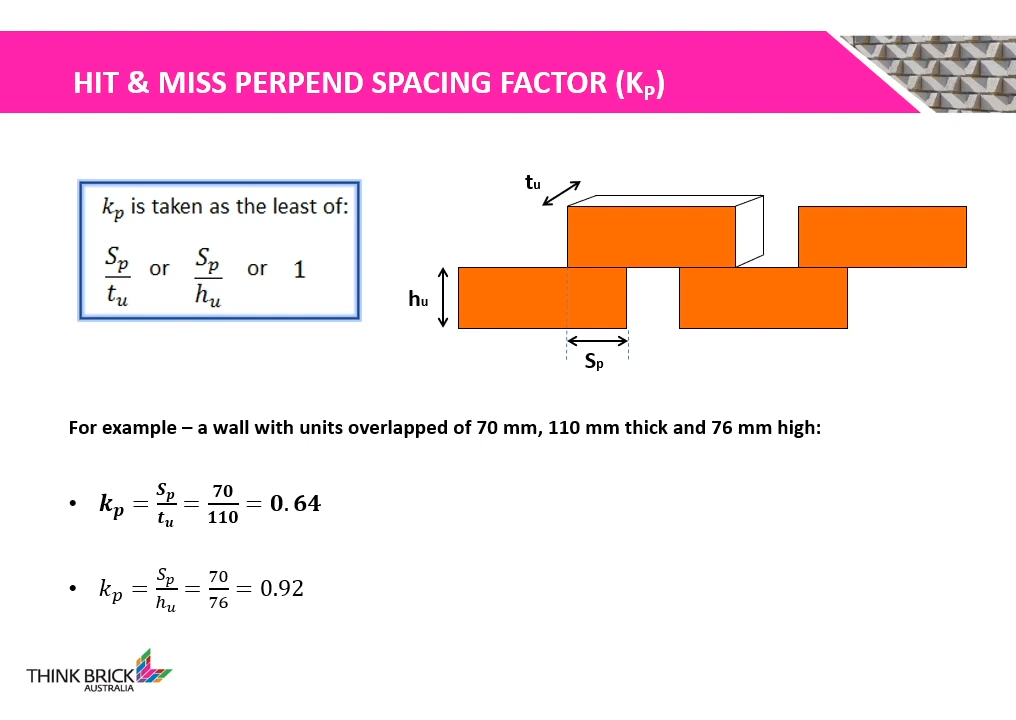 HIT & MISS PERPEND SPACING FACTOR (KP)
kp is taken as the least of:
Sp/tu or Sp/hu or 1
tu
hu
Sp
For example – a wall with units overlapped of 70 mm, 110 mm thick and 76 mm high:
• kp = Sp/tu = 70/110 = 0.64
• kp = Sp/hu = 70/76 = 0.92
THINK BRICK
AUSTRALIA